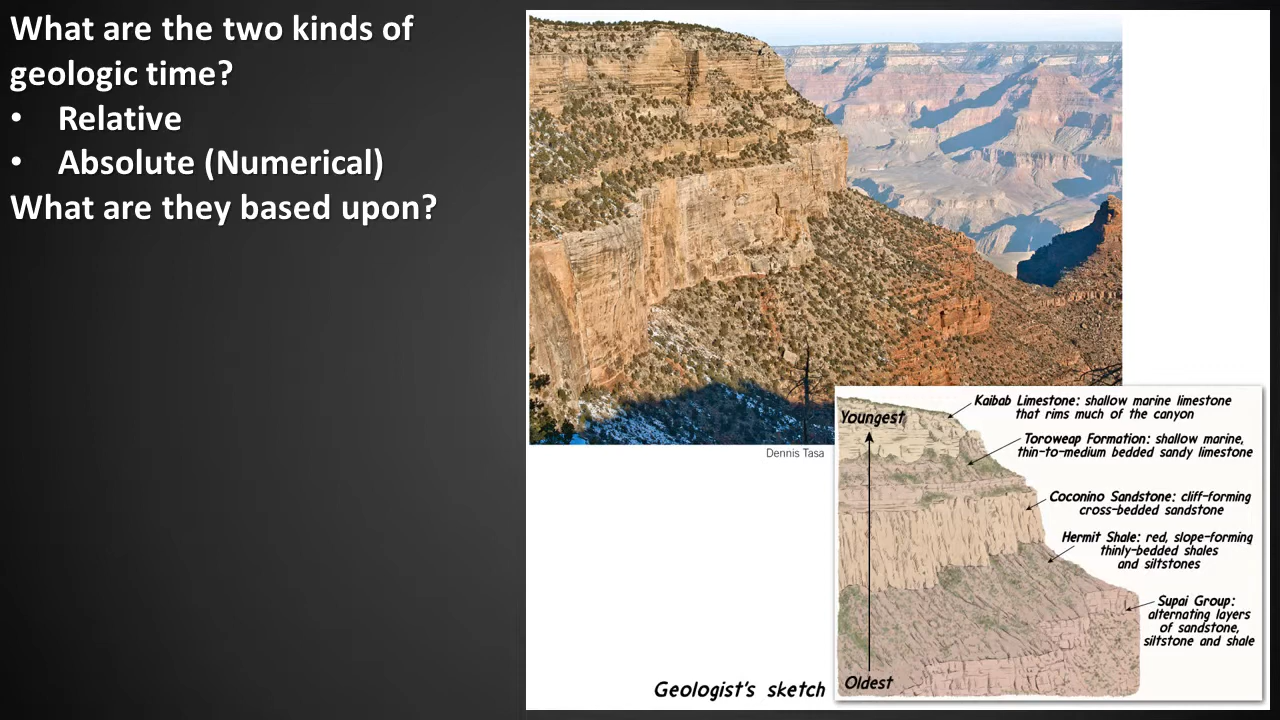 What are the two kinds of
geologic time?
• Relative
• Absolute (Numerical)
What are they based upon?
Dennis Tasa
Geologist's sketch
Youngest
Oldest
Kaibab Limestone: shallow marine limestone
that rims much of the canyon
Toroweap Formation: shallow marine,
thin-to-medium bedded sandy limestone
Coconino Sandstone: cliff-forming
cross-bedded sandstone
Hermit Shale: red, slope-forming
thinly-bedded shales
and siltstones
Supai Group:
alternating layers
of sandstone,
siltstone and shale